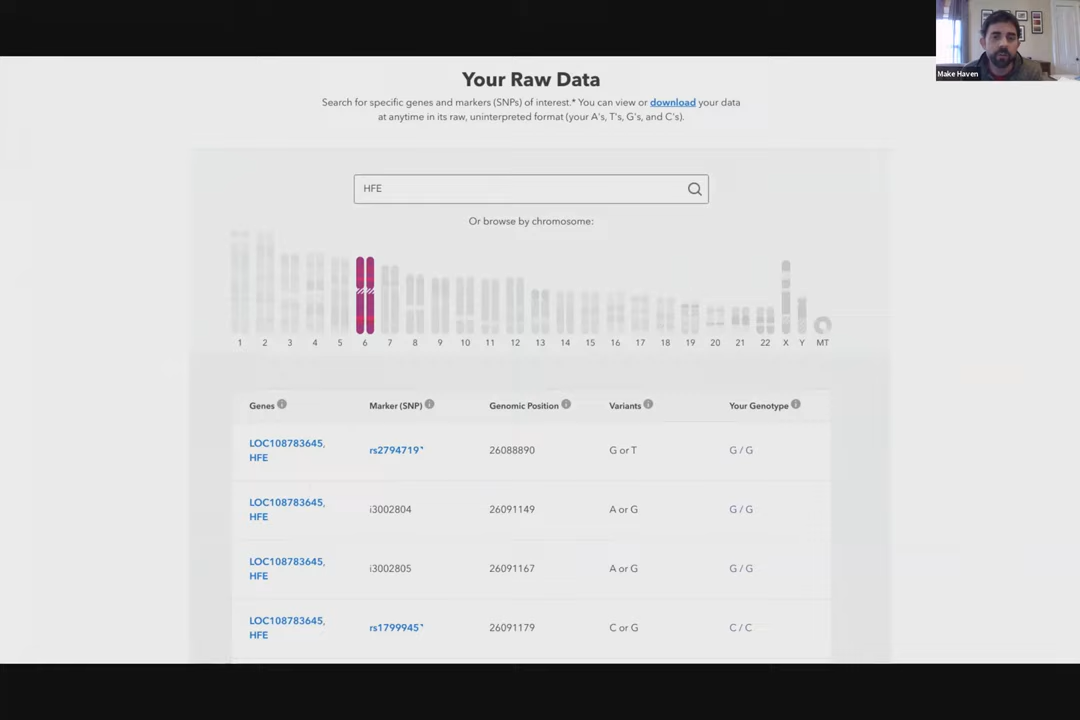 Make Haven
Your Raw Data
Search for specific genes and markers (SNPs) of interest.* You can view or download your data
at anytime in its raw, uninterpreted format (your A's, T's, G's, and C's).
HFE
Or browse by chromosome:
1 2 3 4 5 6 7 8 9 10 11 12 13 14 15 16 17 18 19 20 21 22 X Y MT
Genes Marker (SNP) Genomic Position Variants Your Genotype
LOC108783645,
HFE
rs2794719 26088890 G or T G / G
LOC108783645,
HFE
i3002804 26091149 A or G G / G
LOC108783645,
HFE
i3002805 26091167 A or G G / G
LOC108783645,
HFE
rs1799945 26091179 C or G C / C